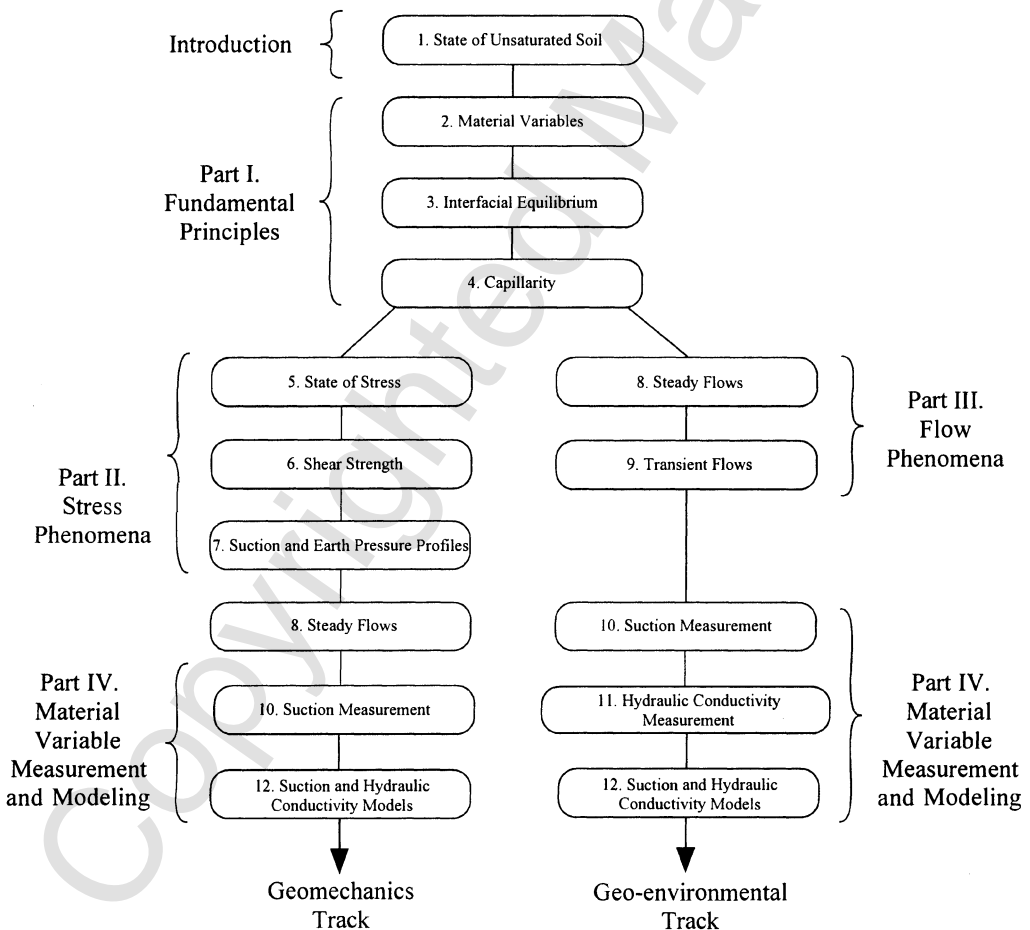 Introduction
1. State of Unsaturated Soil
Part I.
Fundamental
Principles
2. Material Variables
3. Interfacial Equilibrium
4. Capillarity
Part II.
Stress
Phenomena
5. State of Stress
6. Shear Strength
7. Suction and Earth Pressure Profiles
8. Steady Flows
Part IV.
Material
Variable
Measurement
and Modeling
10. Suction Measurement
12. Suction and Hydraulic
Conductivity Models
Geomechanics
Track
8. Steady Flows
9. Transient Flows
Part III.
Flow
Phenomena
10. Suction Measurement
11. Hydraulic Conductivity
Measurement
12. Suction and Hydraulic
Conductivity Models
Part IV.
Material
Variable
Measurement
and Modeling
Geo-environmental
Track
Copyrighted Ma